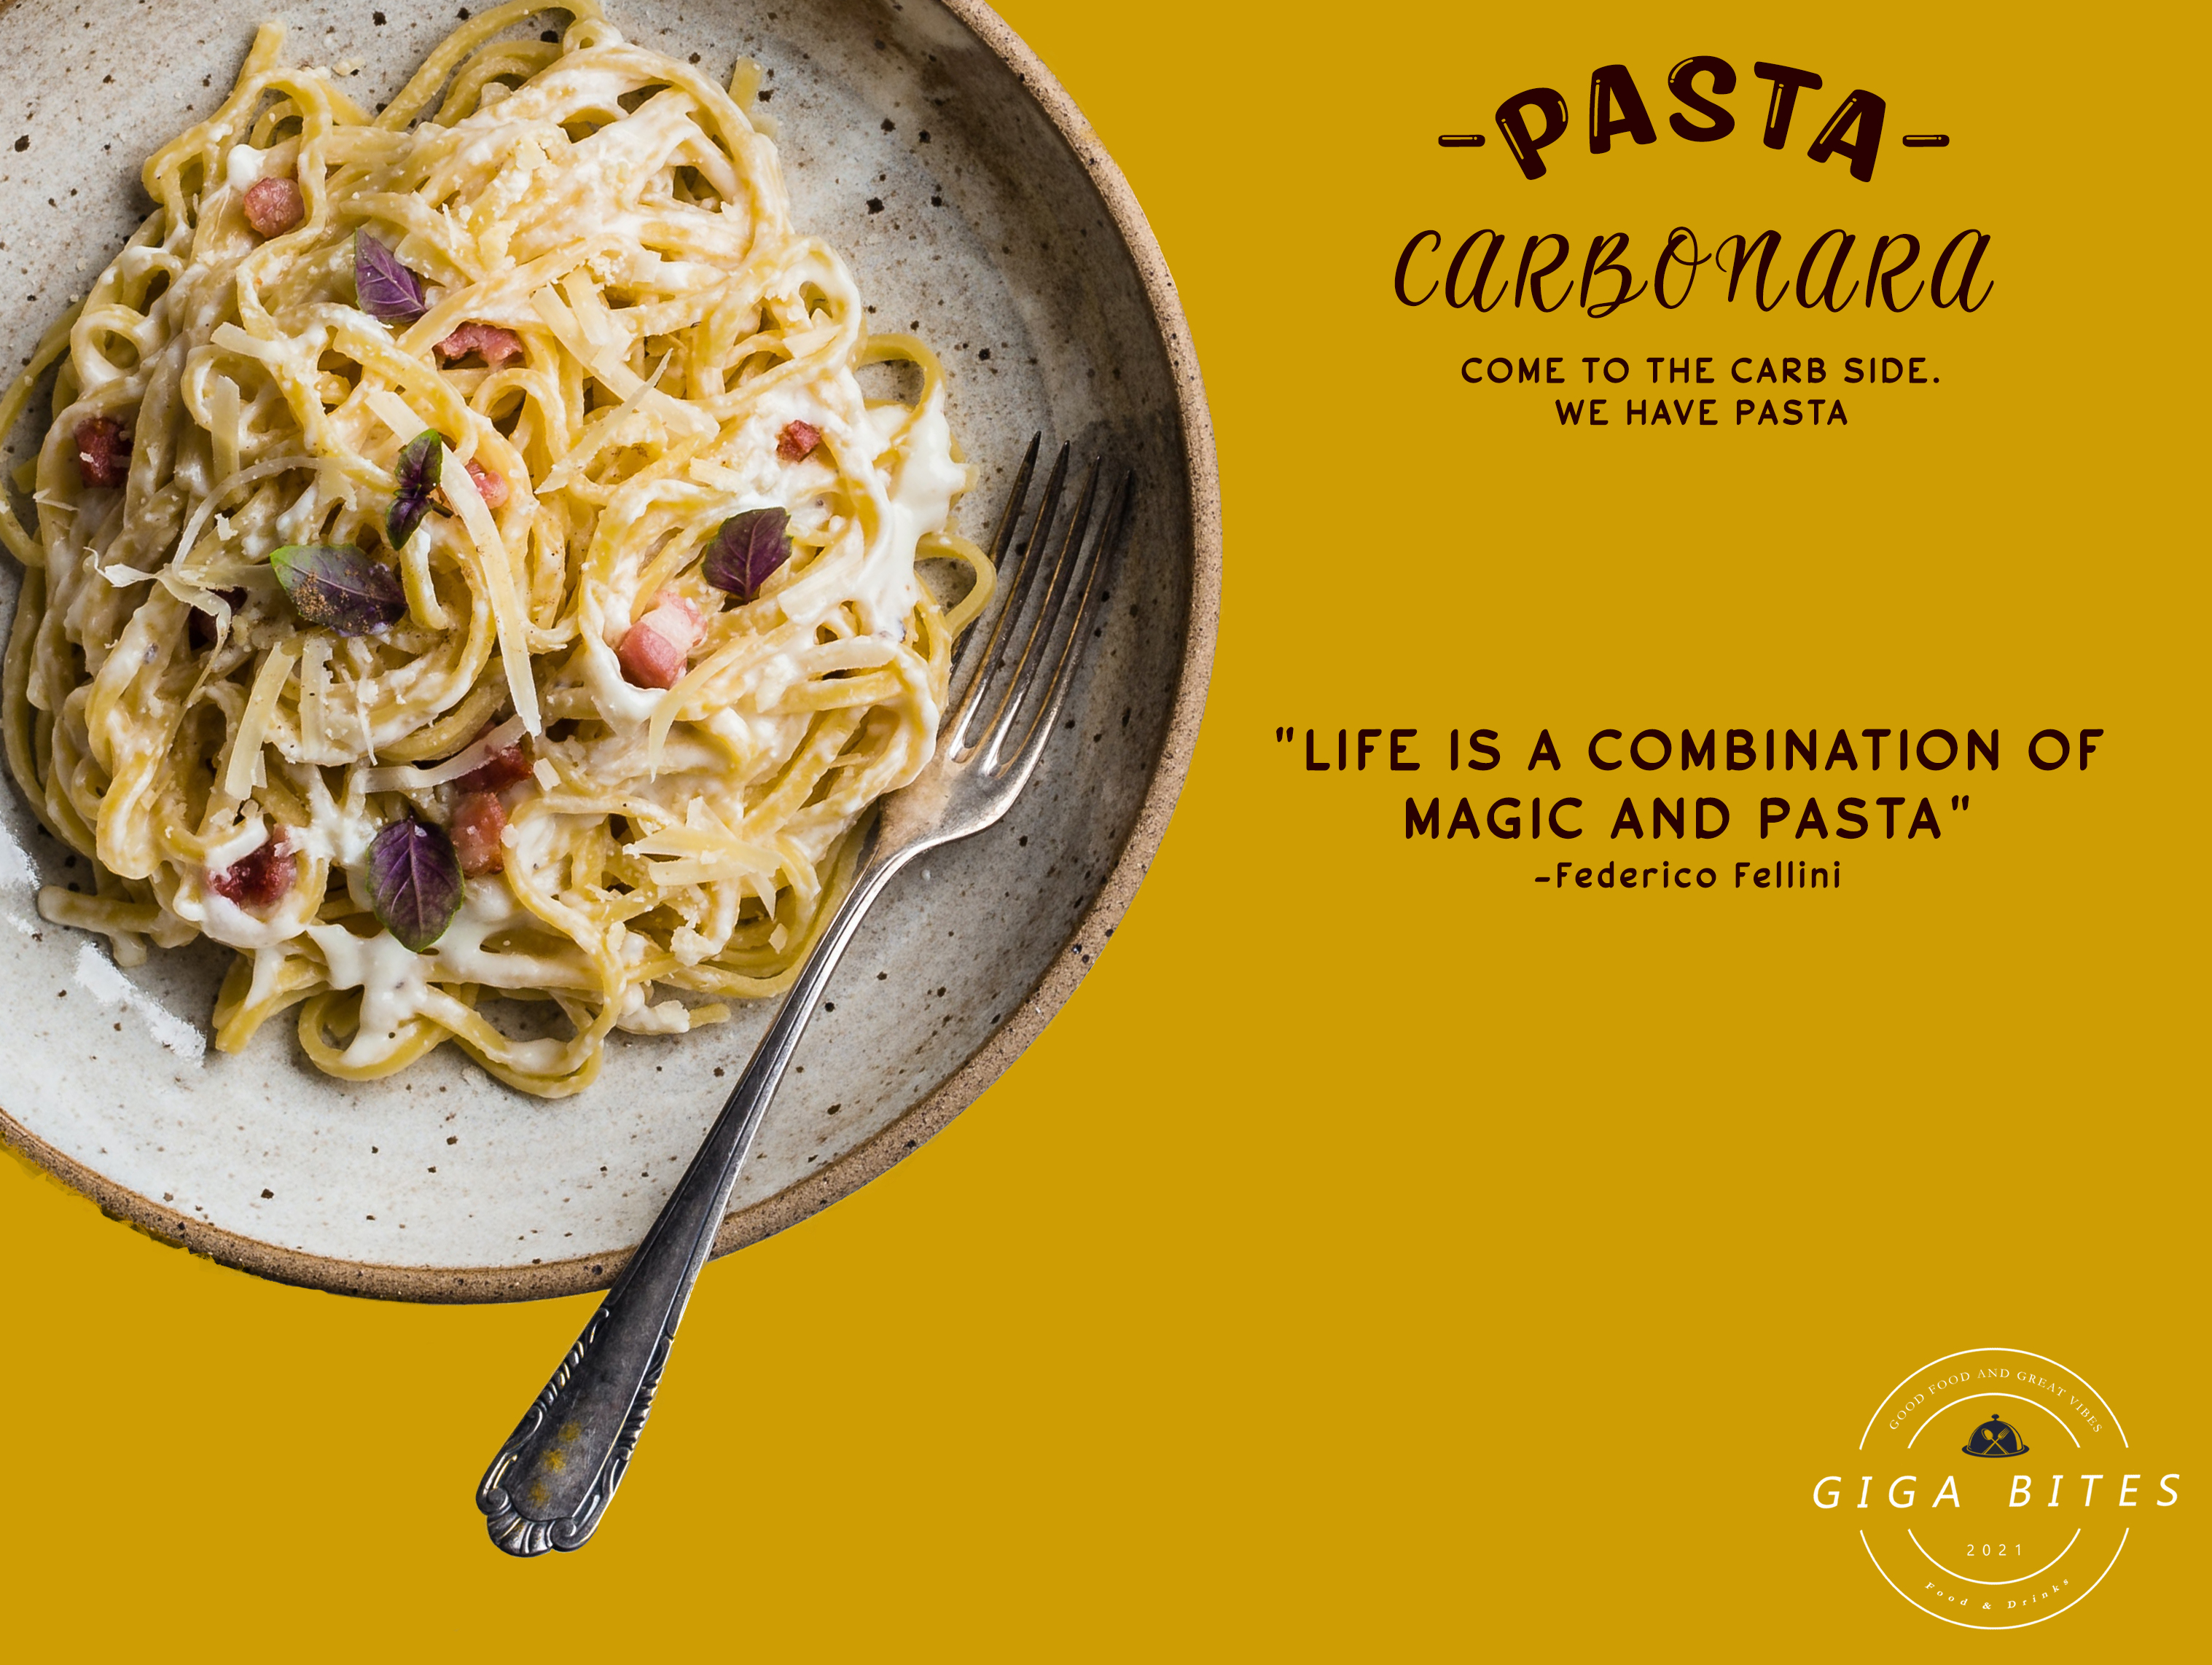 -PASTA-
CARBONARA
COME TO THE CARB SIDE.
WE HAVE PASTA
"LIFE IS A COMBINATION OF
MAGIC AND PASTA"
-Federico Fellini
GOOD FOOD AND GREAT VIBES
GIGA BITES
2021
Food & Drinks